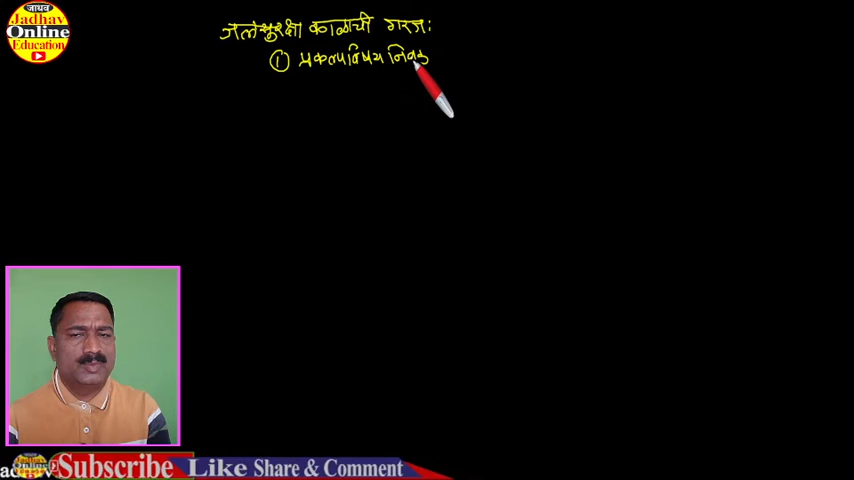 जाधव
Jadhav
Online
Education
जलसुरक्षा काळाची गरज:
① प्रकल्प विषय निवड
Subscribe Like Share & Comment